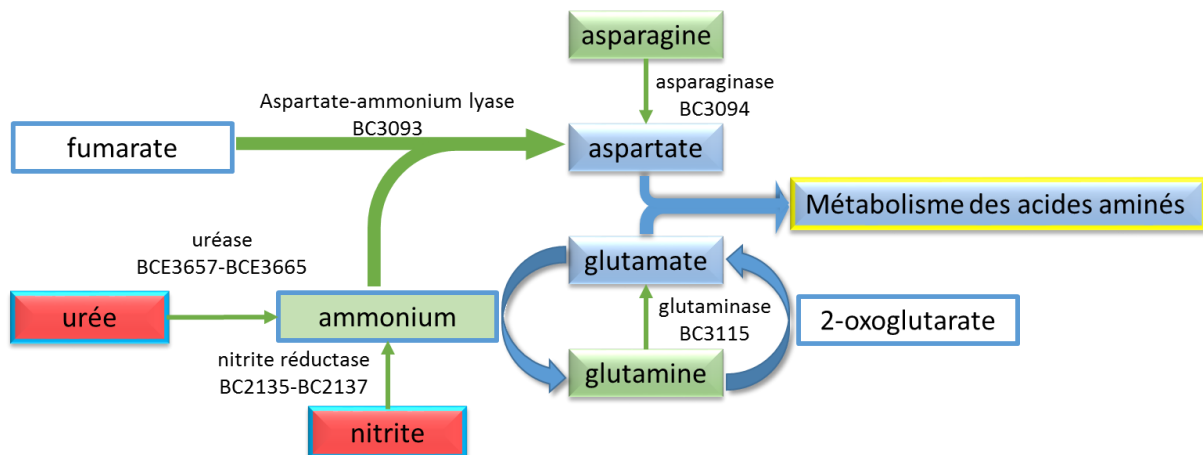 asparagine
asparaginase
BC3094
Aspartate-ammonium lyase
BC3093
fumarate
aspartate
Métabolisme des acides aminés
uréase
BCE3657-BCE3665
glutamate
urée
ammonium
glutaminase
BC3115
2-oxoglutarate
nitrite réductase
BC2135-BC2137
glutamine
nitrite